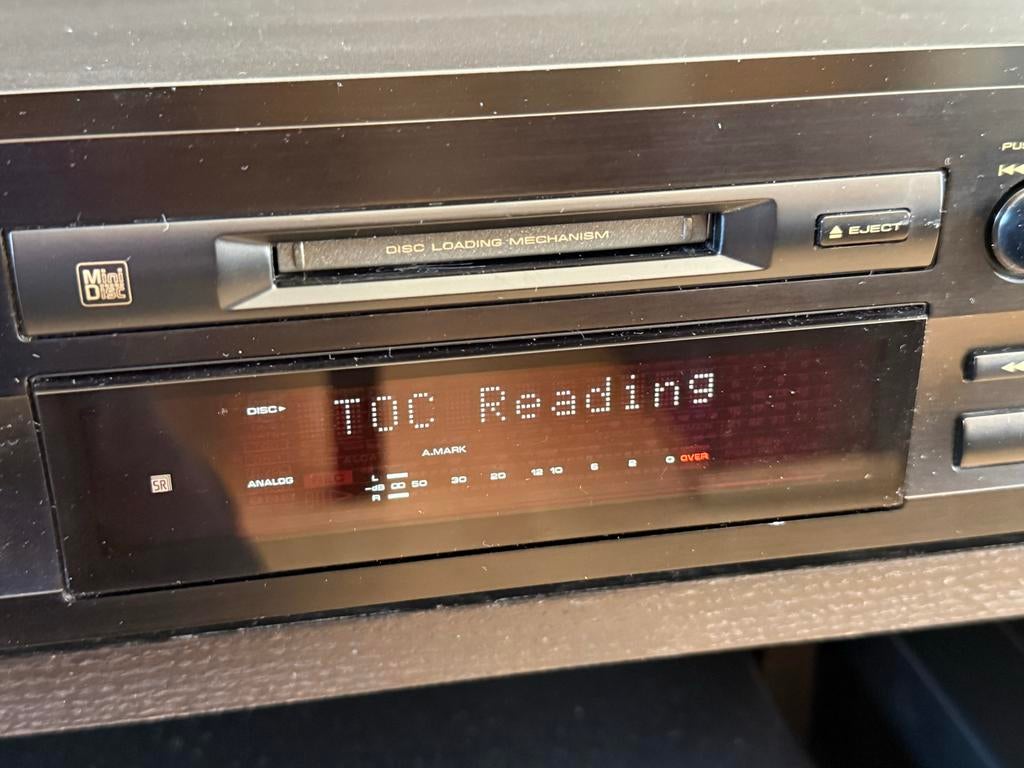 PUS
DISC LOADING MECHANISM
EJECT
Mini Disc
DISC TOC Reading
A.MARK
ANALOG
L
-dB ∞ 50 30 20 12 10 6 2 0 OVER
R
SR